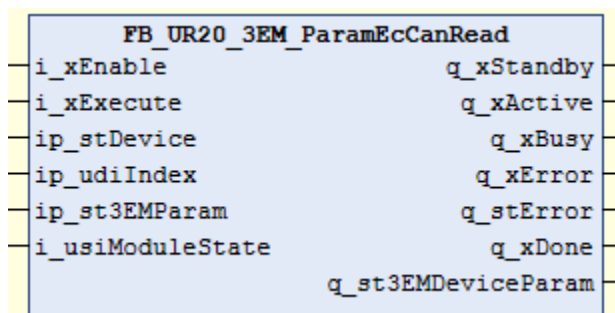 FB_UR20_3EM_ParamEcCanRead
i_xEnable q_xStandby
i_xExecute q_xActive
ip_stDevice q_xBusy
ip_udiIndex q_xError
ip_st3EMParam q_stError
i_usiModuleState q_xDone
q_st3EMDeviceParam